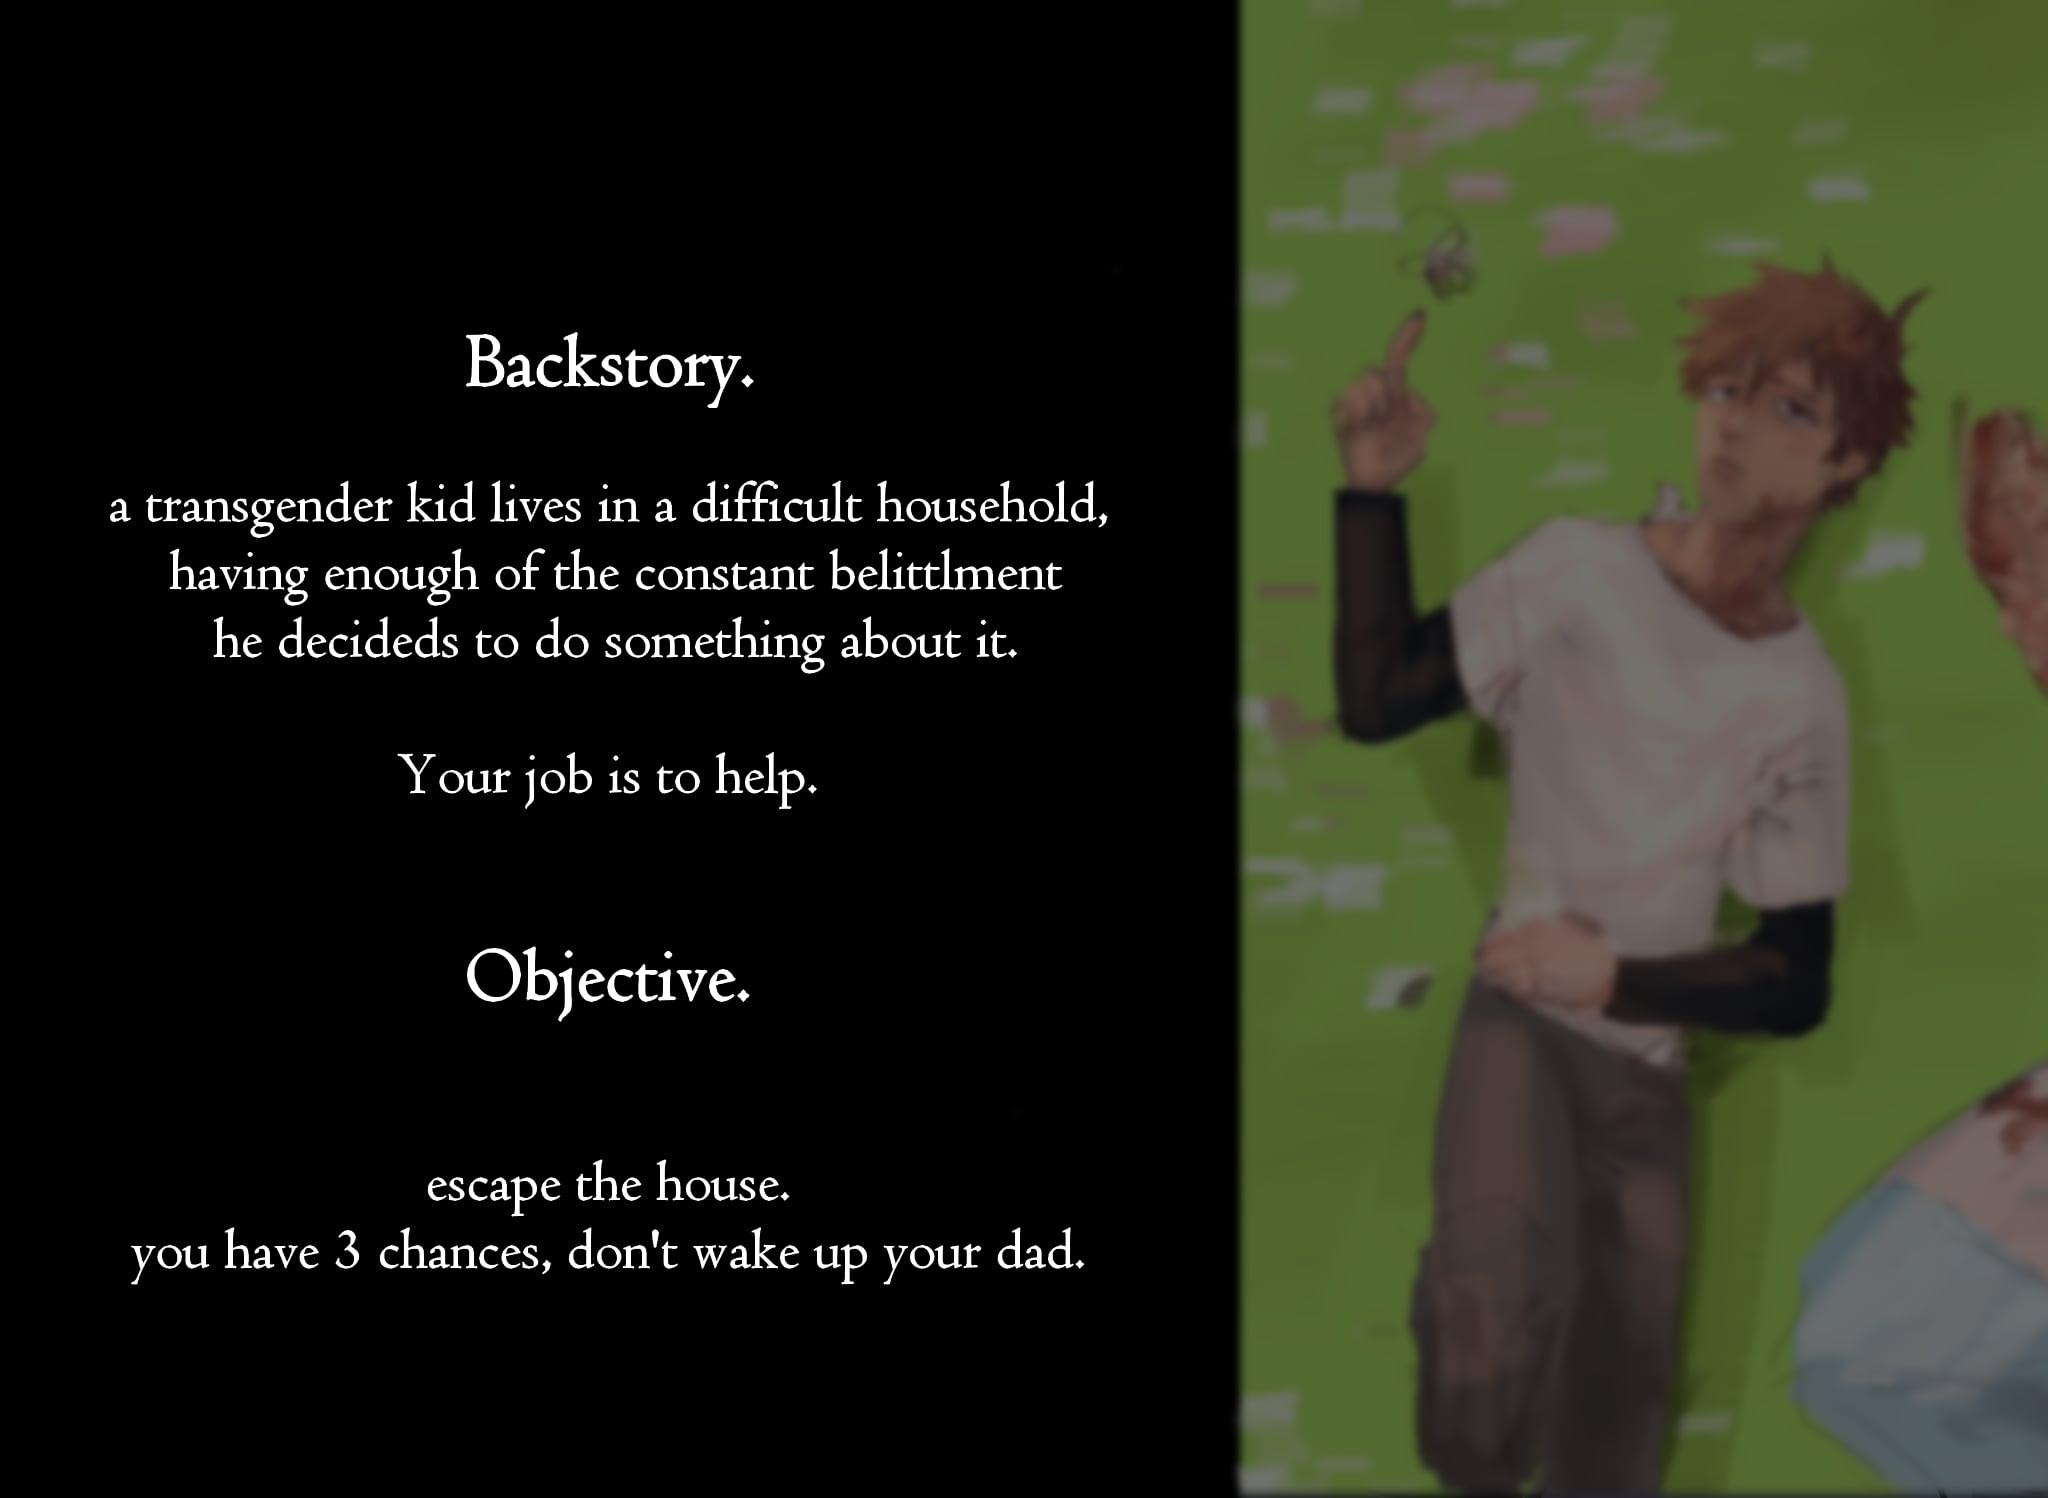 Backstory.
a transgender kid lives in a difficult household,
having enough of the constant belittlment
he decideds to do something about it.
Your job is to help.
Objective.
escape the house.
you have 3 chances, don't wake up your dad.